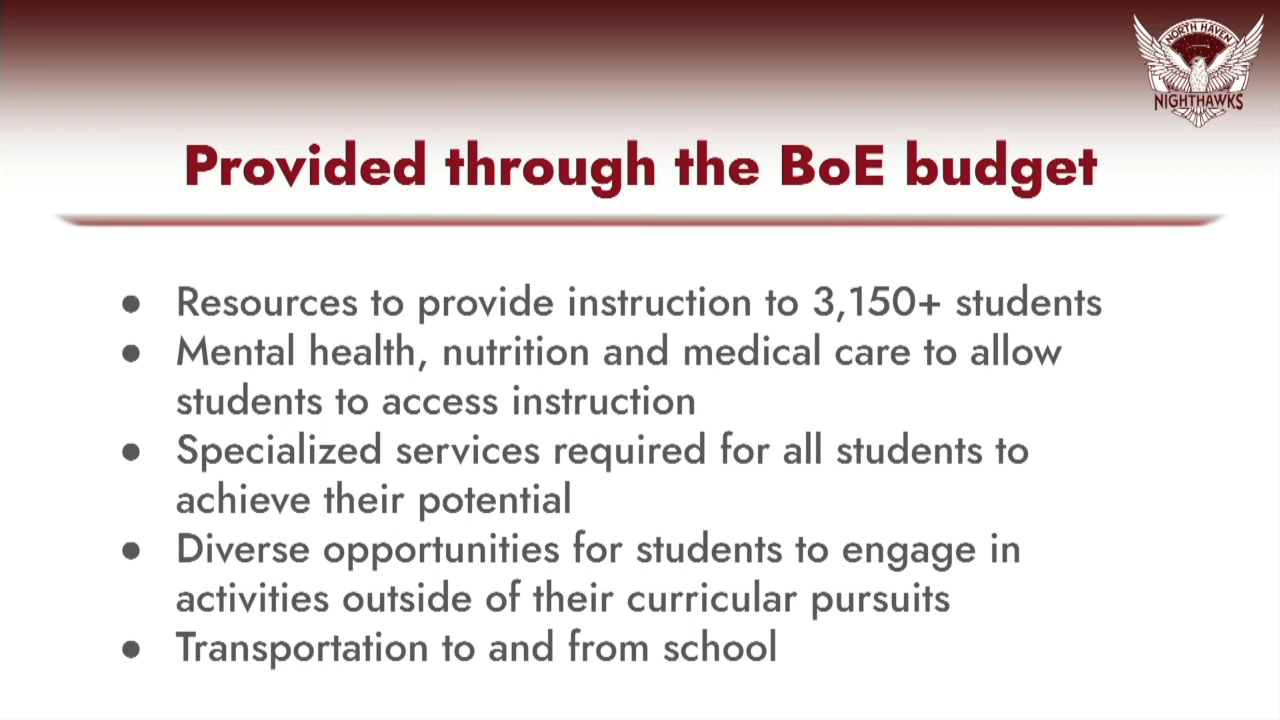 NORTH HAVEN
NIGHTHAWKS
Provided through the BoE budget
● Resources to provide instruction to 3,150+ students
● Mental health, nutrition and medical care to allow
students to access instruction
● Specialized services required for all students to
achieve their potential
● Diverse opportunities for students to engage in
activities outside of their curricular pursuits
● Transportation to and from school